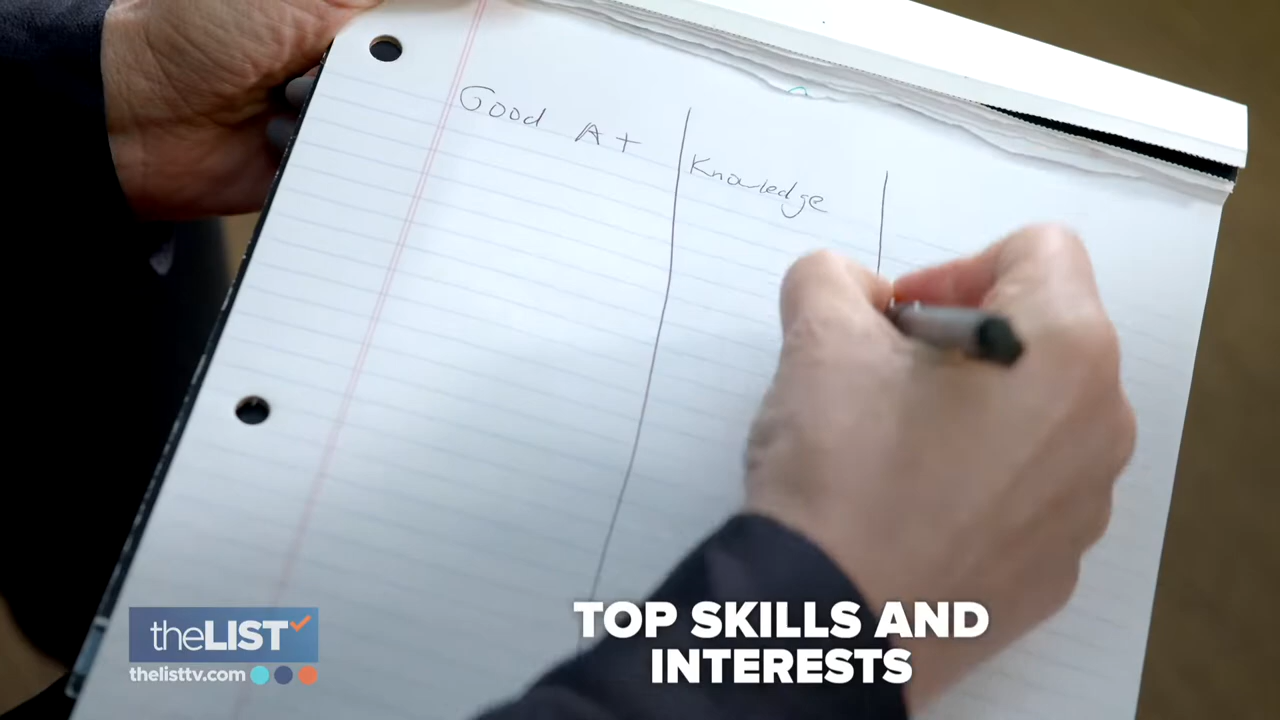 Good At
Knowledge
theLIST
thelisttv.com
TOP SKILLS AND
INTERESTS